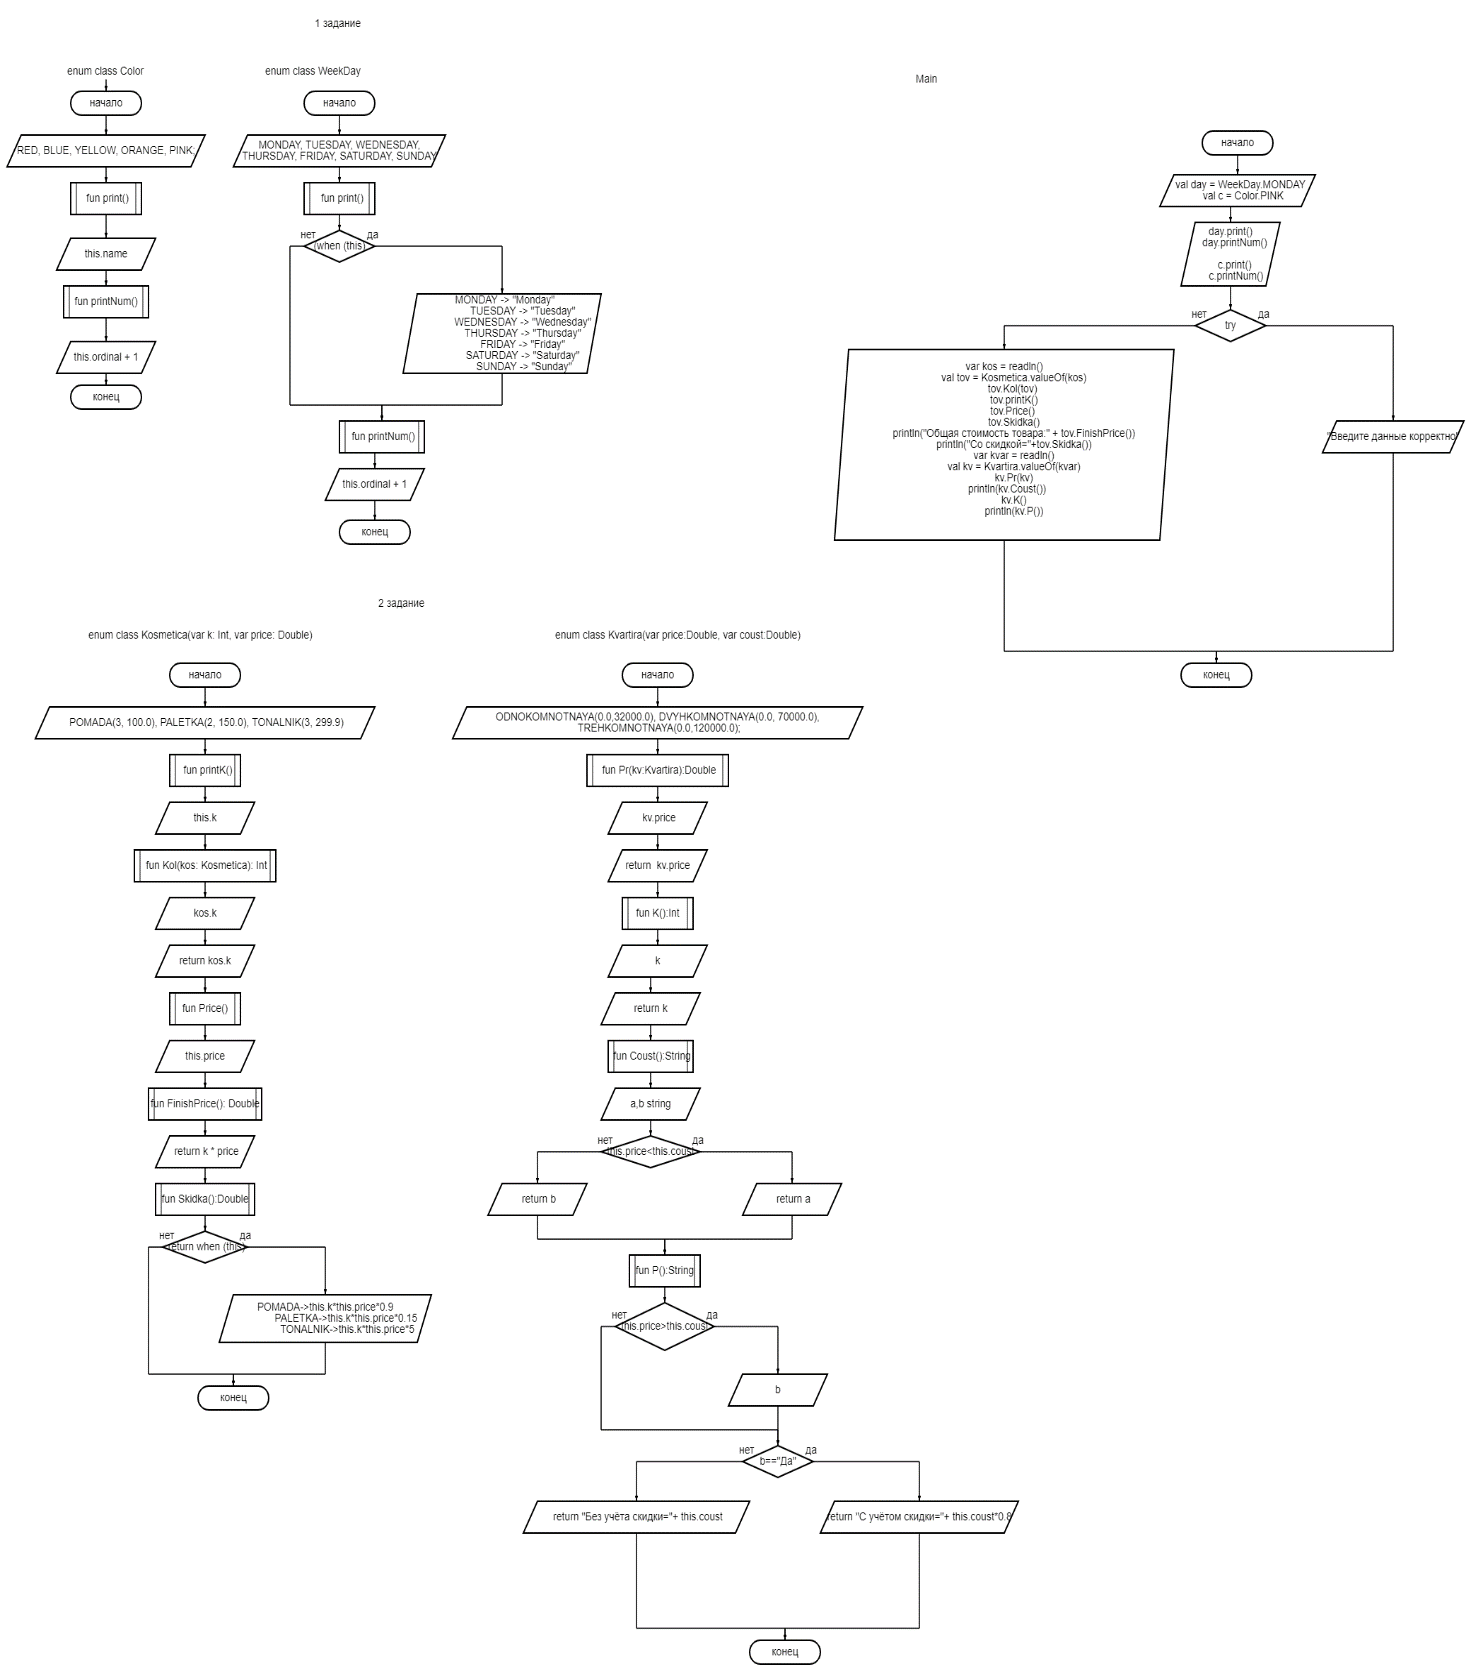 1 задание
enum class Color
начало
RED, BLUE, YELLOW, ORANGE, PINK;
fun print()
this.name
fun printNum()
this.ordinal + 1
конец
enum class WeekDay
начало
MONDAY, TUESDAY, WEDNESDAY,
THURSDAY, FRIDAY, SATURDAY, SUNDAY
fun print()
нет
да
(when (this)
MONDAY -> "Monday"
TUESDAY -> "Tuesday"
WEDNESDAY -> "Wednesday"
THURSDAY -> "Thursday"
FRIDAY -> "Friday"
SATURDAY -> "Saturday"
SUNDAY -> "Sunday"
fun printNum()
this.ordinal + 1
конец
Main
начало
val day = WeekDay.MONDAY
val c = Color.PINK
day.print()
day.printNum()
c.print()
c.printNum()
нет
да
try
var kos = readln()
val tov = Kosmetica.valueOf(kos)
tov.Kol(tov)
tov.printK()
tov.Price()
tov.Skidka()
println("Общая стоимость товара:" + tov.FinishPrice())
println("Со скидкой="+tov.Skidka())
var kvar = readln()
val kv = Kvartira.valueOf(kvar)
kv.Pr(kv)
println(kv.Coust())
kv.K()
println(kv.P())
"Введите данные корректно"
конец
2 задание
enum class Kosmetica(var k: Int, var price: Double)
начало
POMADA(3, 100.0), PALETKA(2, 150.0), TONALNIK(3, 299.9)
fun printK()
this.k
fun Kol(kos: Kosmetica): Int
kos.k
return kos.k
fun Price()
this.price
fun FinishPrice(): Double
return k * price
fun Skidka():Double
нет
да
return when (this)
POMADA->this.k*this.price*0.9
PALETKA->this.k*this.price*0.15
TONALNIK->this.k*this.price*5
конец
enum class Kvartira(var price:Double, var coust:Double)
начало
ODNOKOMNOTNAYA(0.0,32000.0), DVYHKOMNOTNAYA(0.0, 70000.0),
TREHKOMNOTNAYA(0.0,120000.0);
fun Pr(kv:Kvartira):Double
kv.price
return kv.price
fun K():Int
k
return k
fun Coust():String
a,b string
нет
да
this.price<this.coust
return b
return a
fun P():String
нет
да
this.price>this.coust
b
нет
да
b=="Да"
return "Без учёта скидки="+ this.coust
return "С учётом скидки="+ this.coust*0.8
конец